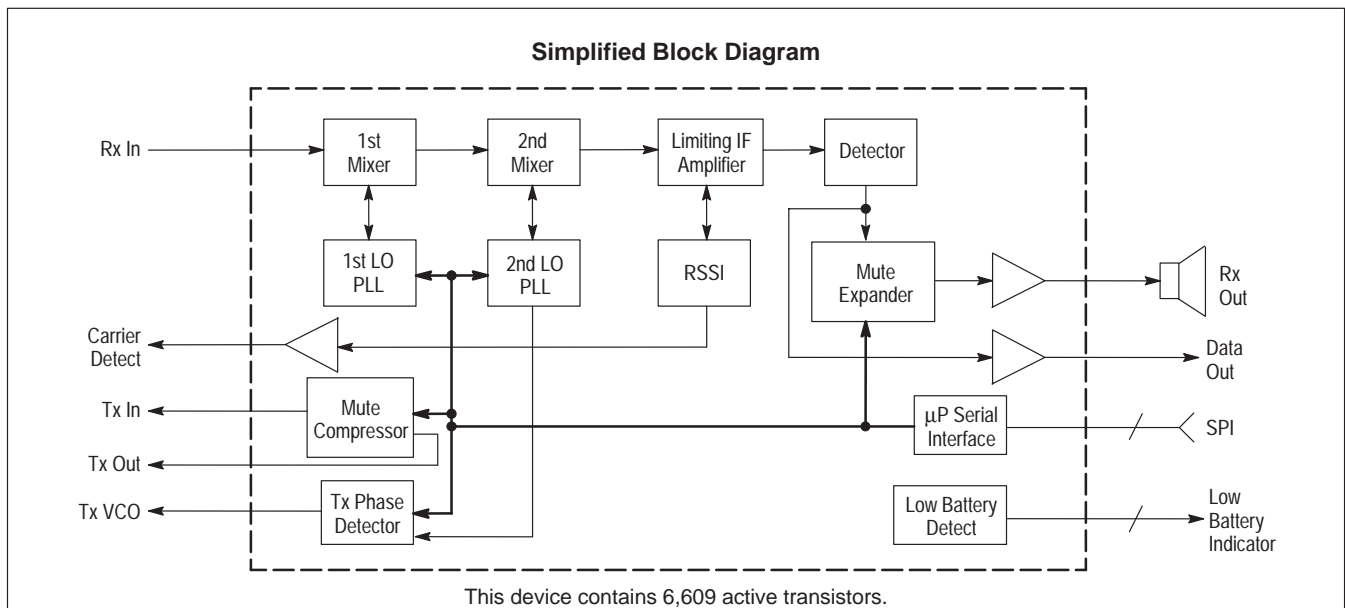 Simplified Block Diagram
Rx In
1st
Mixer
2nd
Mixer
Limiting IF
Amplifier
Detector
1st LO
PLL
2nd LO
PLL
RSSI
Mute
Expander
Rx
Out
Carrier
Detect
Data
Out
Tx In
Mute
Compressor
µP Serial
Interface
SPI
Tx Out
Tx VCO
Tx Phase
Detector
Low Battery
Detect
Low
Battery
Indicator
This device contains 6,609 active transistors.